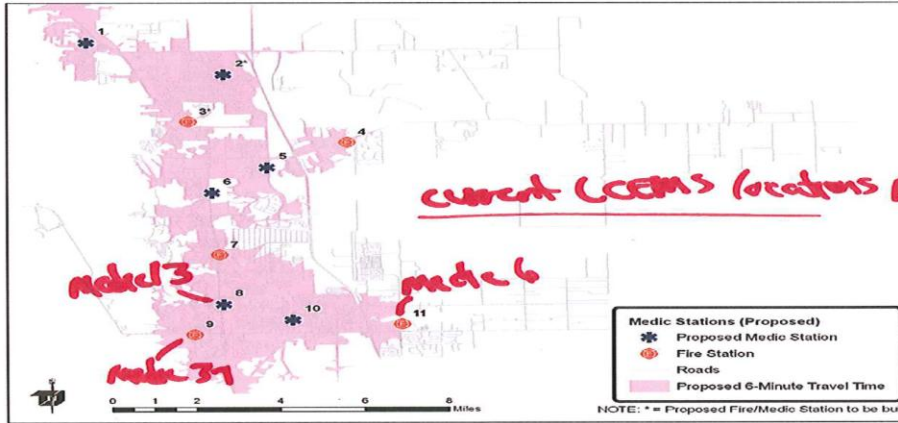 1
2*
3*
4
5
6
current CCEMS locations
7
medic 13
medic 6
8
10
11
9
medic 37
Medic Stations (Proposed)
Proposed Medic Station
F Fire Station
Roads
Proposed 6-Minute Travel Time
0 1 2 4 6 8
Miles
NOTE: * = Proposed Fire/Medic Station to be bu